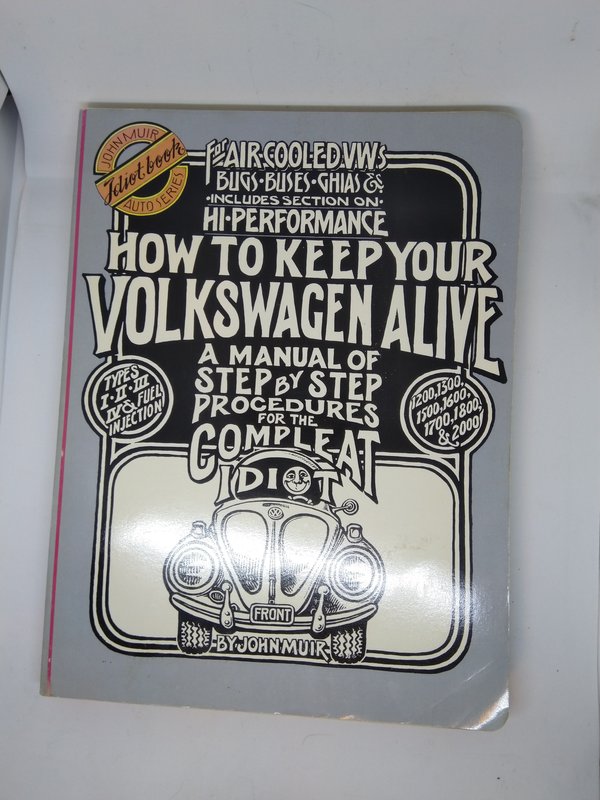 JOHN MUIR
Idiot book
AUTO SERIES
For AIR-COOLED VWs
BUGS·BUSES·GHIAS &
·INCLUDES SECTION ON·
HI·PERFORMANCE
HOW TO KEEP YOUR
VOLKSWAGEN ALIVE
A MANUAL OF
STEP BY STEP
PROCEDURES
FOR THE
COMPLEAT
IDIOT
TYPES
I·II·III
IV & FUEL
INJECTION!
1200, 1300,
1500, 1600,
1700, 1800,
& 2000!
VW
FRONT
·BY JOHN MUIR·